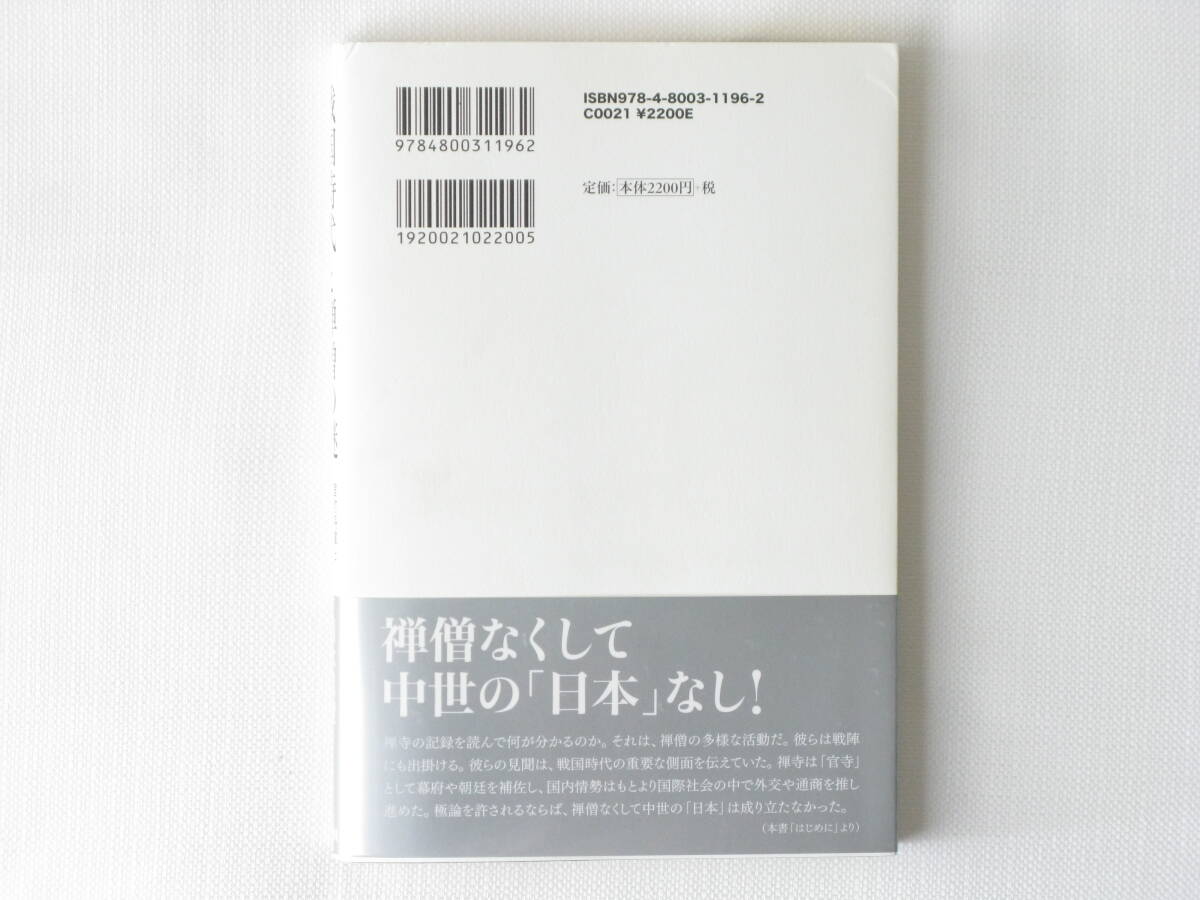 ISBN978-4-8003-1196-2
C0021 ¥2200E
9784800311962
定価：本体2200円+税
1920021022005
禅僧なくして
中世の「日本」なし！
禅寺の記録を読んで何が分かるのか。それは、禅僧の多様な活動だ。彼らは戦陣
にも出掛ける。彼らの見聞は、戦国時代の重要な側面を伝えていた。禅寺は「官寺」
として幕府や朝廷を補佐し、国内情勢はもとより国際社会の中で外交や通商を推し
進めた。極論を許されるならば、禅僧なくして中世の「日本」は成り立たなかった。
（本書「はじめに」より）